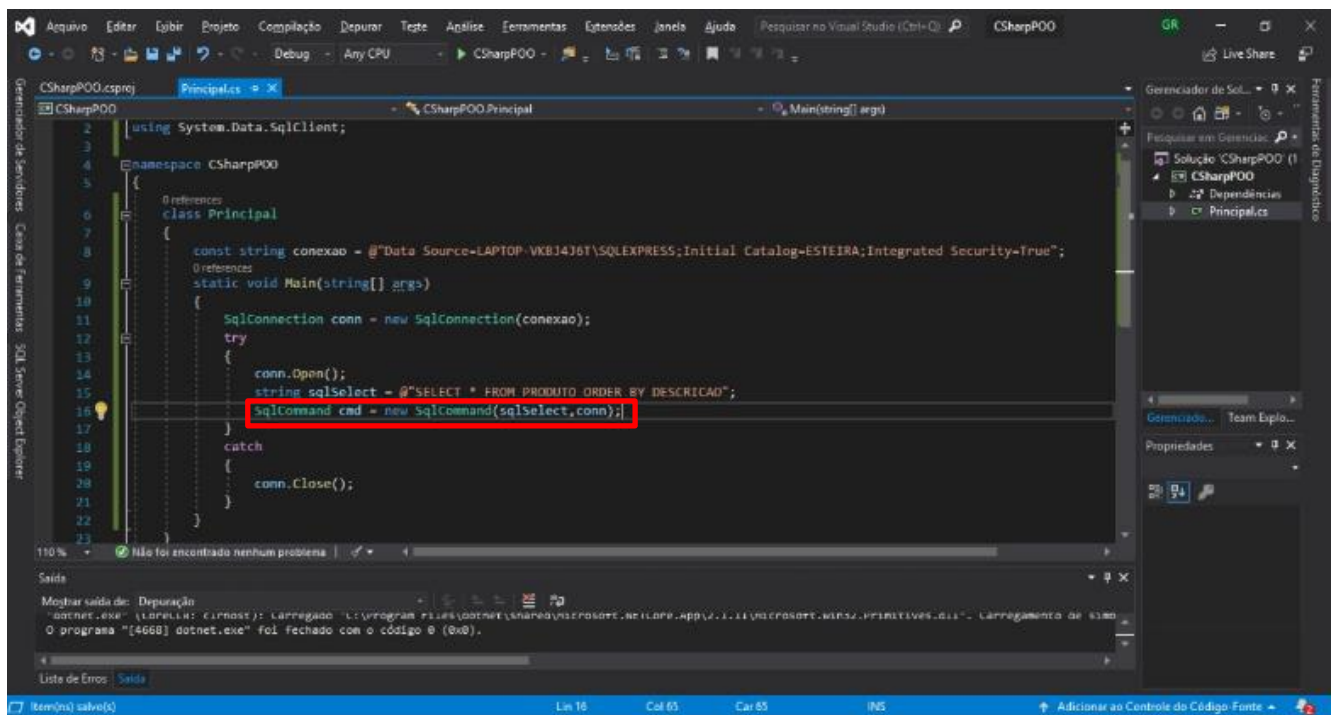 Arquivo Editar Exibir Projeto Compilação Depurar Teste Análise Ferramentas Extensões Janela Ajuda Pesquisar no Visual Studio (Ctrl+Q) CSharpPOO GR
Debug Any CPU CSharpPOO Live Share
CSharpPOO.csproj Principal.cs
CSharpPOO CSharpPOO.Principal Main(string[] args)
2 using System.Data.SqlClient;
3
4 namespace CSharpPOO
5 {
0 references
6 class Principal
7 {
8 const string conexao = @"Data Source=LAPTOP-VKBJ4J6T\SQLEXPRESS;Initial Catalog=ESTEIRA;Integrated Security=True";
0 references
9 static void Main(string[] args)
10 {
11 SqlConnection conn = new SqlConnection(conexao);
12 try
13 {
14 conn.Open();
15 string sqlSelect = @"SELECT * FROM PRODUTO ORDER BY DESCRICAO";
16 SqlCommand cmd = new SqlCommand(sqlSelect,conn);
17 }
18 catch
19 {
20 conn.Close();
21 }
22 }
23 }
110 % Não foi encontrado nenhum problema
Saída
Mostrar saída de: Depuração
O programa "[4668] dotnet.exe" foi fechado com o código 0 (0x0).
Lista de Erros Saída
Item(ns) salvo(s) Lin 16 Col 65 Car 65 INS Adicionar ao Controle do Código-Fonte 2
Gerenciador de Servidores
Caixa de Ferramentas
SQL Server Object Explorer
Gerenciador de Sol...
Pesquisar em Gerenciac
Solução 'CSharpPOO' (1
CSharpPOO
Dependências
Principal.cs
Gerenciado... Team Explo...
Propriedades
Ferramentas de Diagnóstico